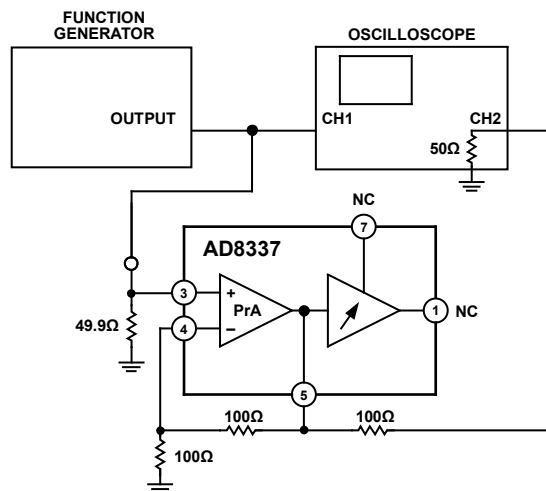 FUNCTION
GENERATOR
OUTPUT
OSCILLOSCOPE
CH1
CH2
50Ω
NC
7
AD8337
3
+
PrA
4
−
1
NC
49.9Ω
5
100Ω
100Ω
100Ω